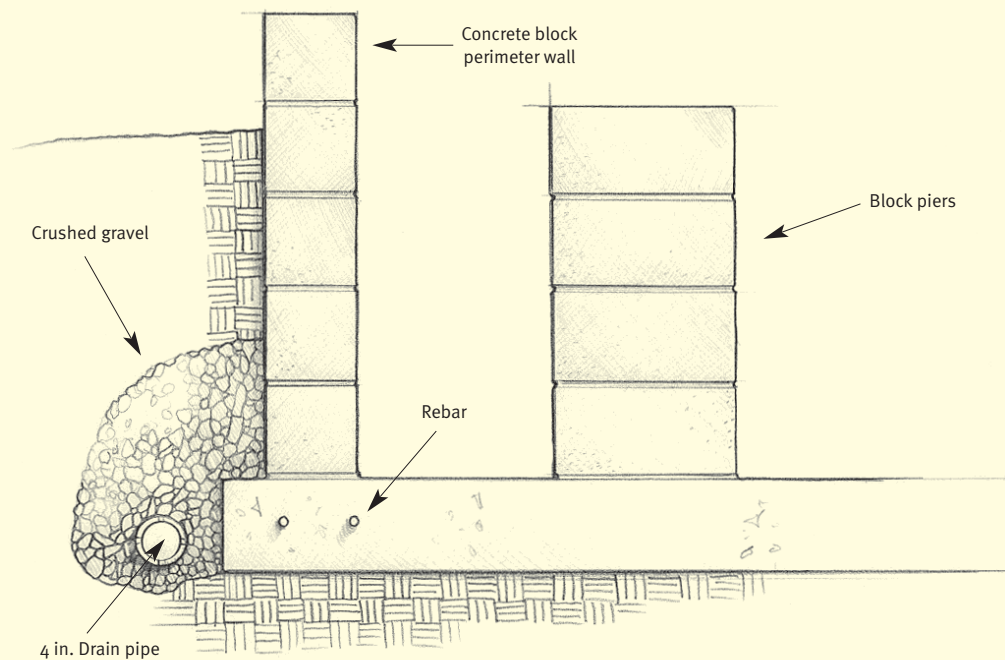 Concrete block
perimeter wall
Block piers
Crushed gravel
Rebar
4 in. Drain pipe